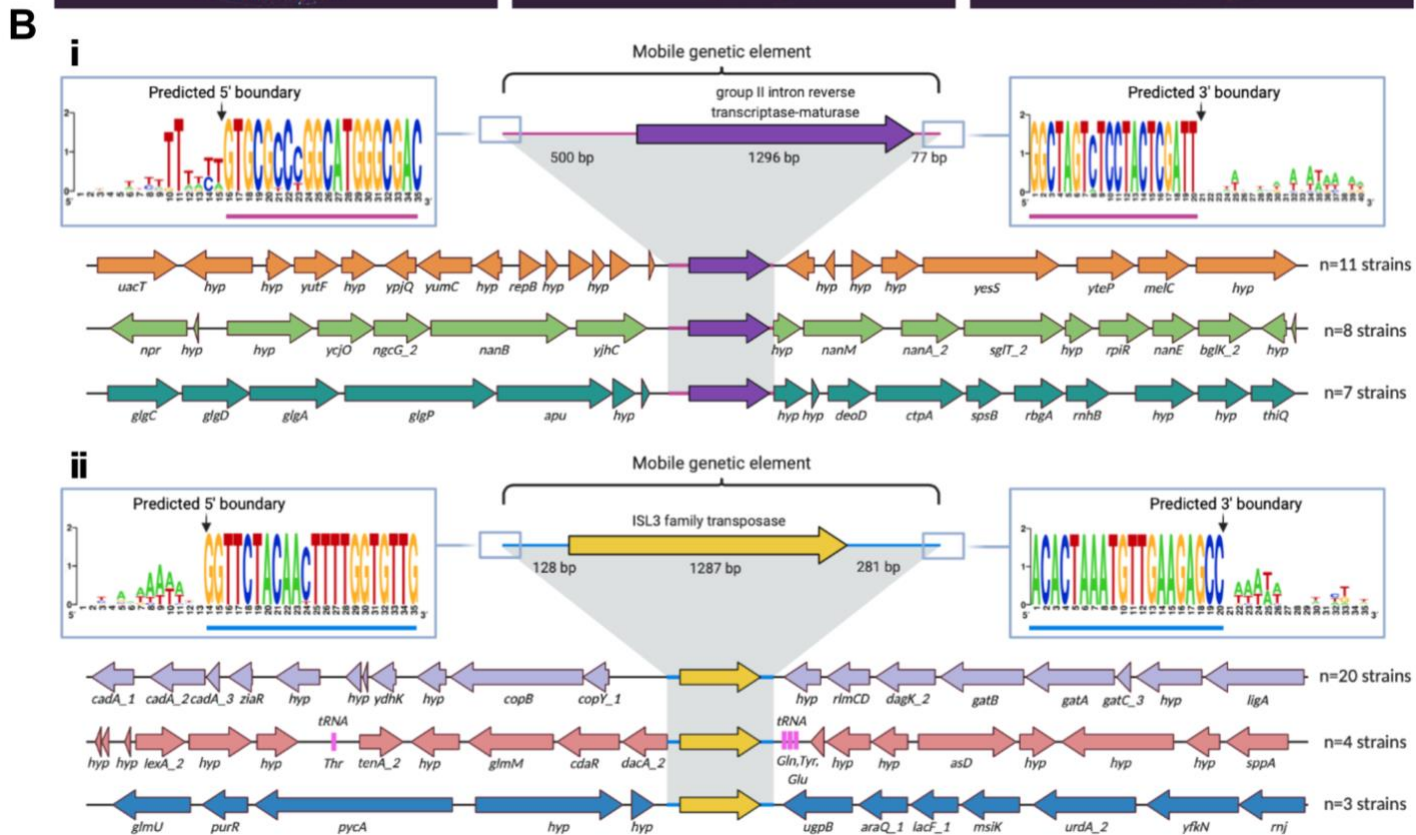 B
i
Mobile genetic element
Predicted 5' boundary
group II intron reverse
transcriptase-maturase
Predicted 3' boundary
500 bp
1296 bp
77 bp
n=11 strains
uacT hyp hyp yutF hyp ypjQ yumC hyp repB hyp hyp hyp hyp hyp yesS yteP melC hyp
n=8 strains
npr hyp hyp ycjO ngcG_2 nanB yjhC hyp nanM nanA_2 sglT_2 hyp rpiR nanE bglK_2 hyp
n=7 strains
glgC glgD glgA glgP apu hyp hyp hyp deoD ctpA spsB rbgA rnhB hyp hyp thiQ
ii
Mobile genetic element
Predicted 5' boundary
ISL3 family transposase
Predicted 3' boundary
GGTTCTACAACTTTTGGTGTTG
ACACTAAATGTTGAAGAGCC
128 bp
1287 bp
281 bp
n=20 strains
cadA_1 cadA_2 cadA_3 ziaR hyp hyp ydhK hyp copB copY_1 hyp rlmCD dagK_2 gatB gatA gatC_3 hyp ligA
tRNA
tRNA
n=4 strains
hyp hyp lexA_2 hyp hyp Thr tenA_2 hyp glmM cdaR dacA_2 Gln,Tyr, hyp hyp asD hyp hyp hyp sppA
Glu
n=3 strains
glmU purR pycA hyp hyp ugpB araQ_1 lacF_1 msiK urdA_2 yfkN rnj